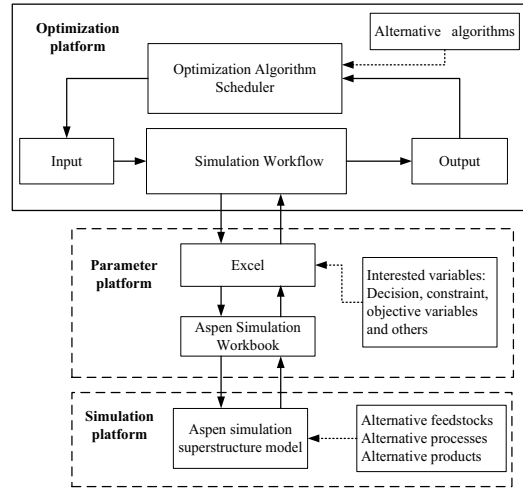 Optimization
platform
Alternative algorithms
Optimization Algorithm
Scheduler
Input
Simulation Workflow
Output
Parameter
platform
Excel
Interested variables:
Decision, constraint,
objective variables
and others
Aspen Simulation
Workbook
Simulation
platform
Aspen simulation
superstructure model
Alternative feedstocks
Alternative processes
Alternative products